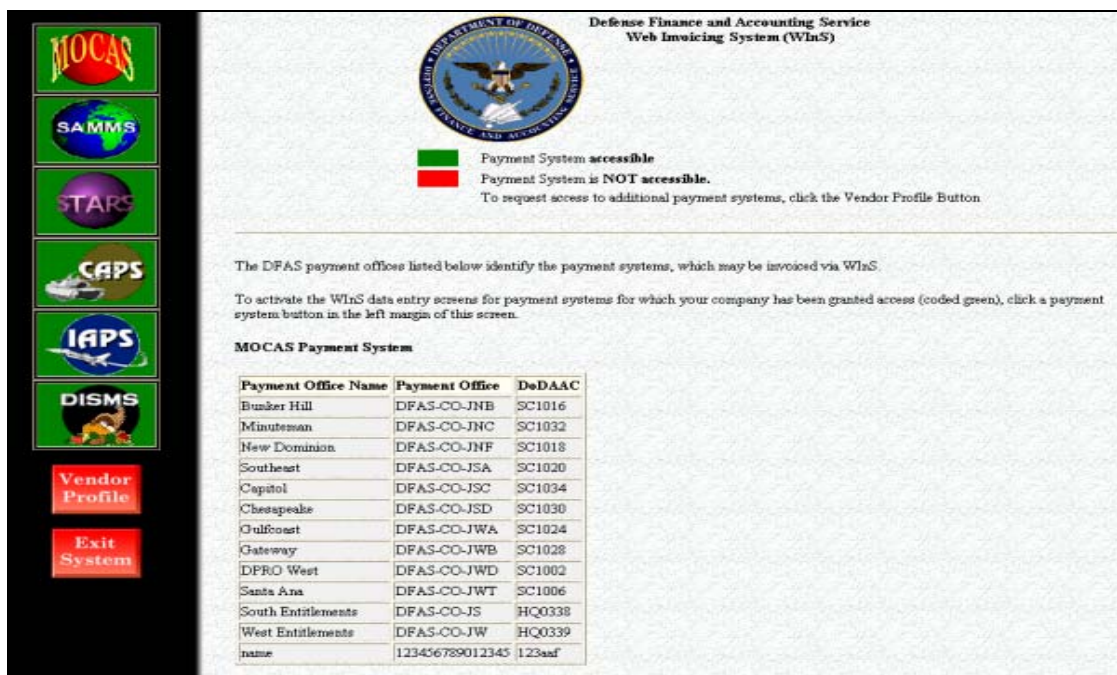 MOCAS
SAMMS
STARS
CAPS
IAPS
DISMS
Vendor
Profile
Exit
System
DEPARTMENT OF DEFENSE
DEFENSE FINANCE AND ACCOUNTING SERVICE
Defense Finance and Accounting Service
Web Invoicing System (WInS)
Payment System accessible
Payment System is NOT accessible.
To request access to additional payment systems, click the Vendor Profile Button
The DFAS payment offices listed below identify the payment systems, which may be invoiced via WInS.
To activate the WInS data entry screens for payment systems for which your company has been granted access (coded green), click a payment
system button in the left margin of this screen.
MOCAS Payment System
Payment Office Name Payment Office DoDAAC
Bunker Hill DFAS-CO-JNB SC1016
Minuteman DFAS-CO-JNC SC1032
New Dominion DFAS-CO-JNF SC1018
Southeast DFAS-CO-JSA SC1020
Capitol DFAS-CO-JSC SC1034
Chesapeake DFAS-CO-JSD SC1030
Gulfcoast DFAS-CO-JWA SC1024
Gateway DFAS-CO-JWB SC1028
DPRO West DFAS-CO-JWD SC1002
Santa Ana DFAS-CO-JWT SC1006
South Entitlements DFAS-CO-JS HQ0338
West Entitlements DFAS-CO-JW HQ0339
name 123456789012345 123aaf